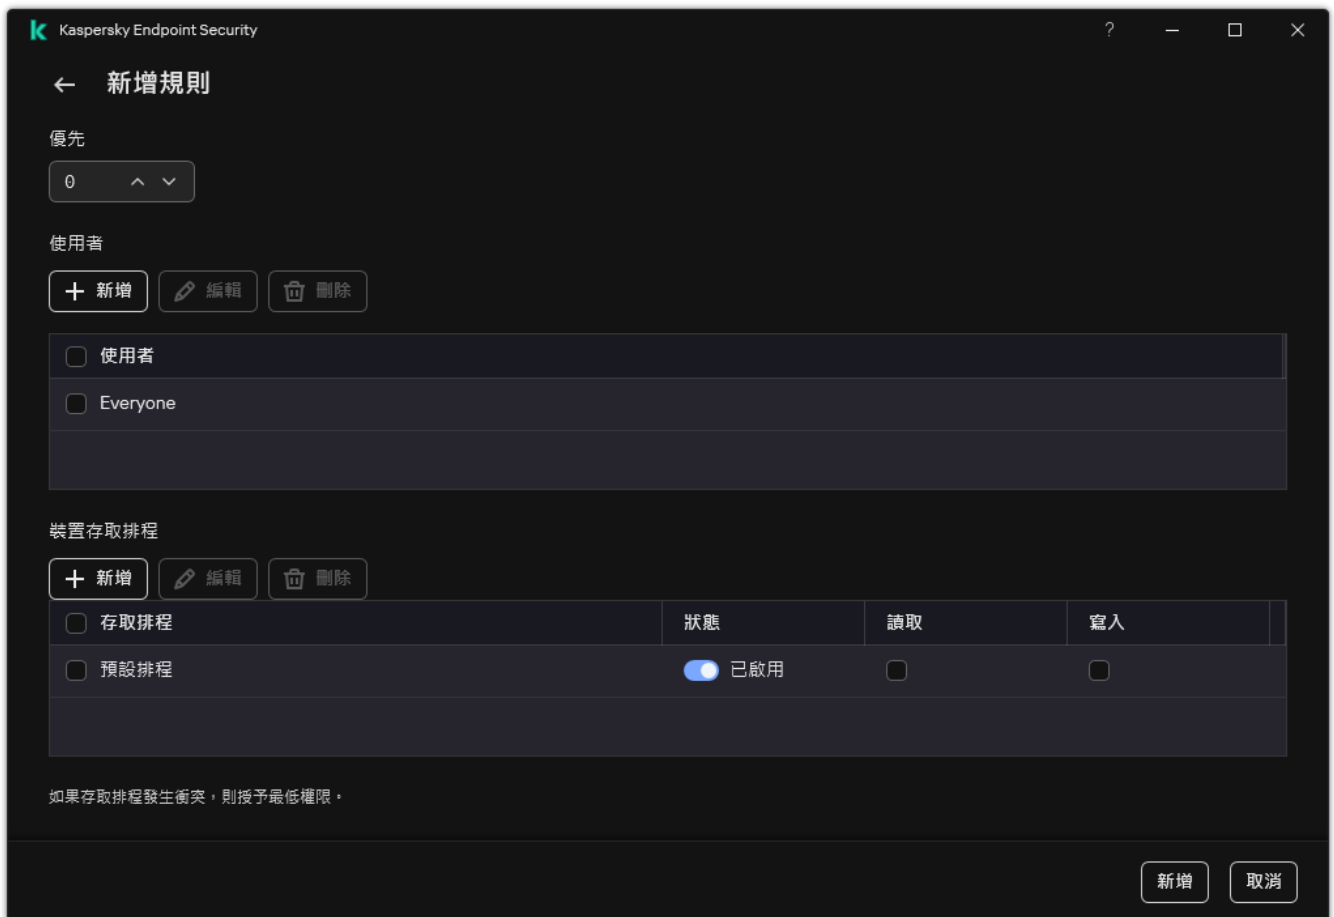 Kaspersky Endpoint Security ?
新增規則
優先
0
使用者
新增 編輯 刪除
使用者
Everyone
裝置存取排程
新增 編輯 刪除
存取排程 狀態 讀取 寫入
預設排程 已啟用
如果存取排程發生衝突,則授予最低權限。
新增 取消